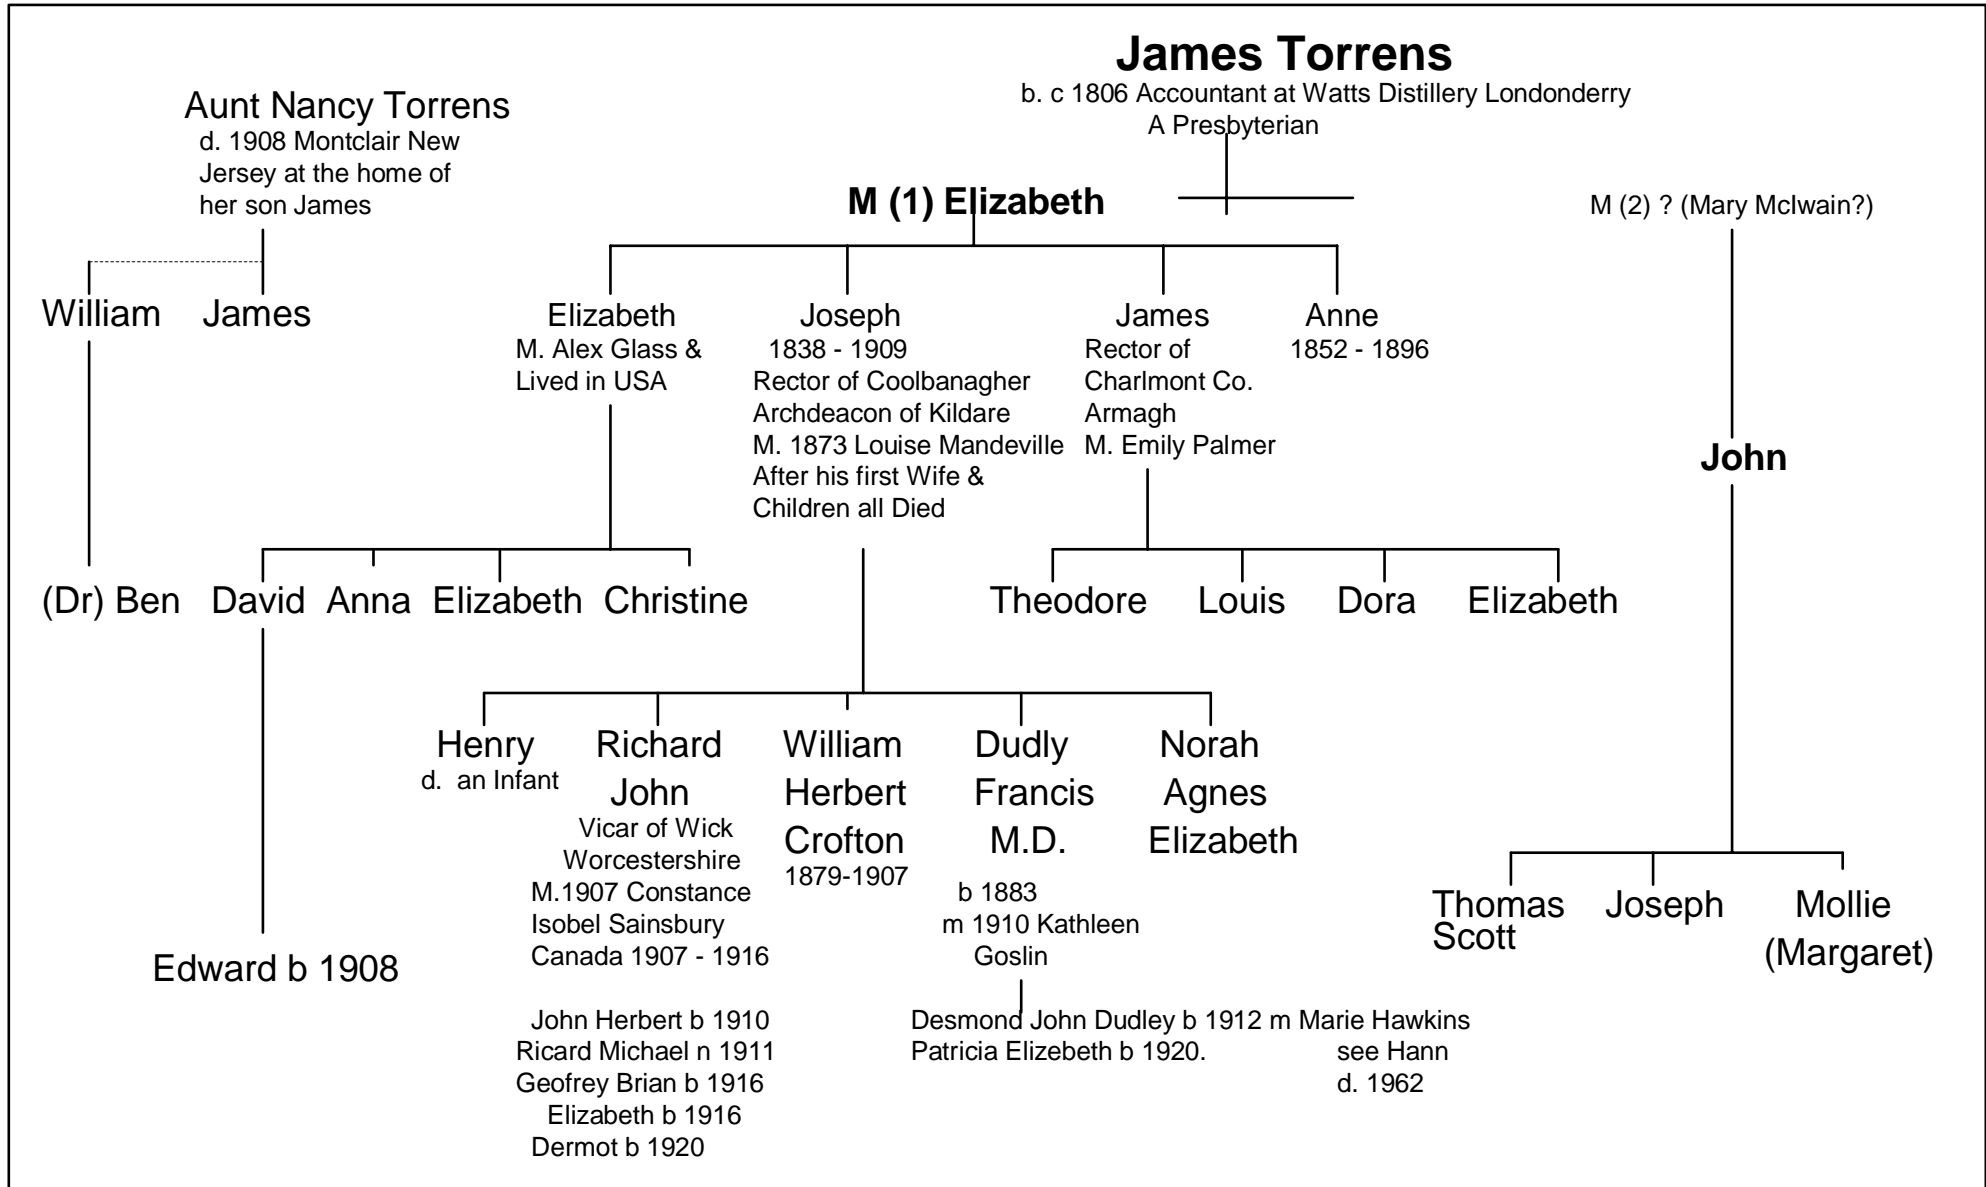 James Torrens
b. c 1806 Accountant at Watts Distillery Londonderry
A Presbyterian
Aunt Nancy Torrens
d. 1908 Montclair New
Jersey at the home of
her son James
M (1) Elizabeth
M (2) ? (Mary McIwain?)
William
James
Elizabeth
M. Alex Glass &
Lived in USA
Joseph
1838 - 1909
Rector of Coolbanagher
Archdeacon of Kildare
M. 1873 Louise Mandeville
After his first Wife &
Children all Died
James
Rector of
Charlmont Co.
Armagh
M. Emily Palmer
Anne
1852 - 1896
John
(Dr) Ben
David
Anna
Elizabeth
Christine
Theodore
Louis
Dora
Elizabeth
Henry
d.  an Infant
Richard
John
Vicar of Wick
Worcestershire
M.1907 Constance
Isobel Sainsbury
Canada 1907 - 1916
William
Herbert
Crofton
1879-1907
Dudly
Francis
M.D.
b 1883
m 1910 Kathleen
Goslin
Norah
Agnes
Elizabeth
Thomas
Scott
Joseph
Mollie
(Margaret)
Edward b 1908
John Herbert b 1910
Ricard Michael n 1911
Geofrey Brian b 1916
Elizabeth b 1916
Dermot b 1920
Desmond John Dudley b 1912 m Marie Hawkins
Patricia Elizebeth b 1920.
see Hann
d. 1962